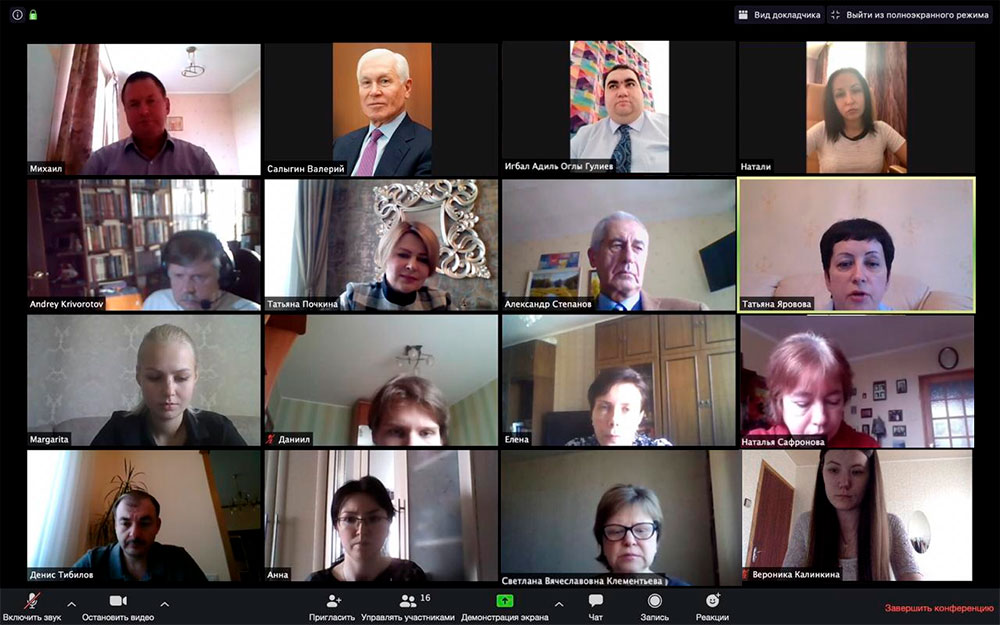 Вид докладчика
Выйти из полноэкранного режима
Михаил
Салыгин Валерий
Игбал Адиль Оглы Гулиев
Натали
Andrey Krivorotov
Татьяна Почкина
Александр Степанов
Татьяна Яровова
Margarita
Даниил
Елена
Наталья Сафронова
Денис Тибилов
Анна
Светлана Вячеславовна Клементьева
Вероника Калинкина
16
Включить звук
Остановить видео
Пригласить
Управлять участниками
Демонстрация экрана
Чат
Запись
Реакции
Завершить конференцию